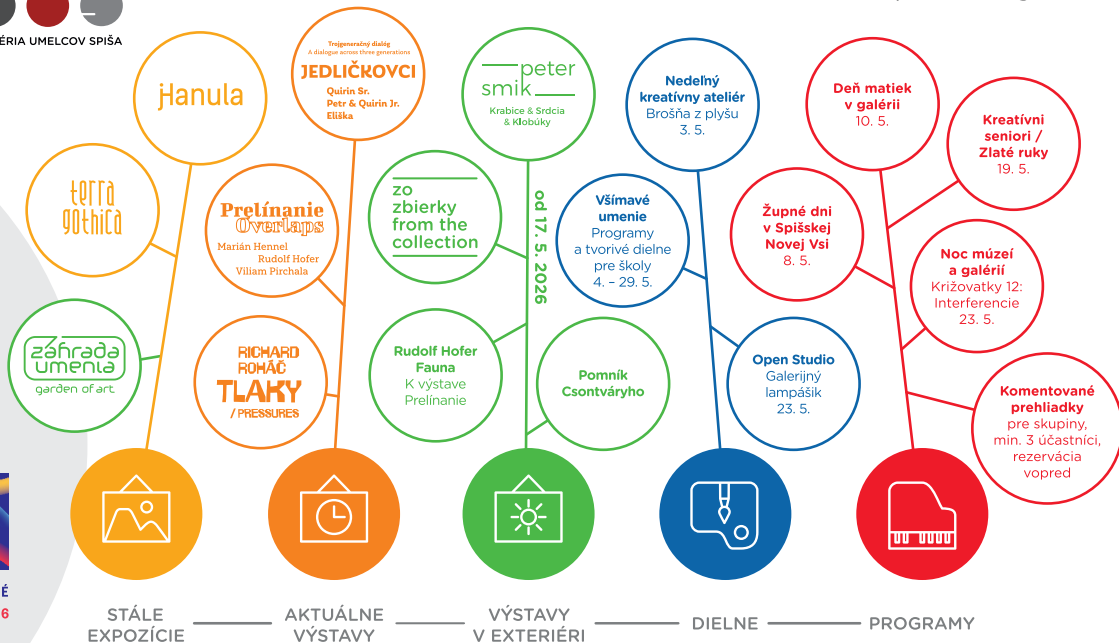 ÉRIA UMELCOV SPIŠA
jHanula
terra
gothica
záhrada
umenia
garden of art
Trojgeneračný dialóg
A dialogue across three generations
JEDLIČKOVCI
Quirin Sr.
Petr & Quirin Jr.
Eliška
Prelínanie
Overlaps
Marián Hennel
Rudolf Hofer
Viliam Pirchala
RICHARD
ROHÁČ
TLAKY
/ PRESSURES
peter
smik
Krabice & Srdcia
& Klobúky
zo
zbierky
from the
collection
od 17. 5. 2026
Rudolf Hofer
Fauna
K výstave
Prelínanie
Pomník
Csontváryho
Nedeľný
kreatívny ateliér
Brošňa z plyšu
3. 5.
Všímavé
umenie
Programy
a tvorivé dielne
pre školy
4. – 29. 5.
Open Studio
Galerijný
lampášik
23. 5.
Deň matiek
v galérii
10. 5.
Kreatívni
seniori /
Zlaté ruky
19. 5.
Župné dni
v Spišskej
Novej Vsi
8. 5.
Noc múzeí
a galérií
Križovatky 12:
Interferencie
23. 5.
Komentované
prehliadky
pre skupiny,
min. 3 účastníci,
rezervácia
vopred
É
6
STÁLE
EXPOZÍCIE
AKTUÁLNE
VÝSTAVY
VÝSTAVY
V EXTERIÉRI
DIELNE
PROGRAMY